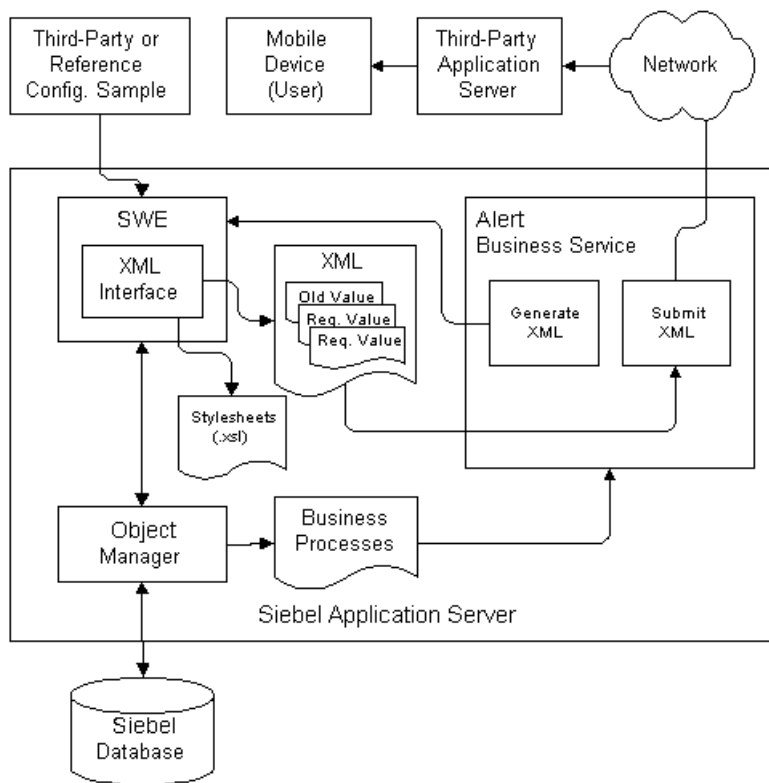 Third-Party or
Reference
Config. Sample
Mobile
Device
(User)
Third-Party
Application
Server
Network
SWE
XML
Interface
XML
Old Value
Req. Value
Req. Value
Alert
Business Service
Generate
XML
Submit
XML
Stylesheets
(.xsl)
Object
Manager
Business
Processes
Siebel Application Server
Siebel
Database